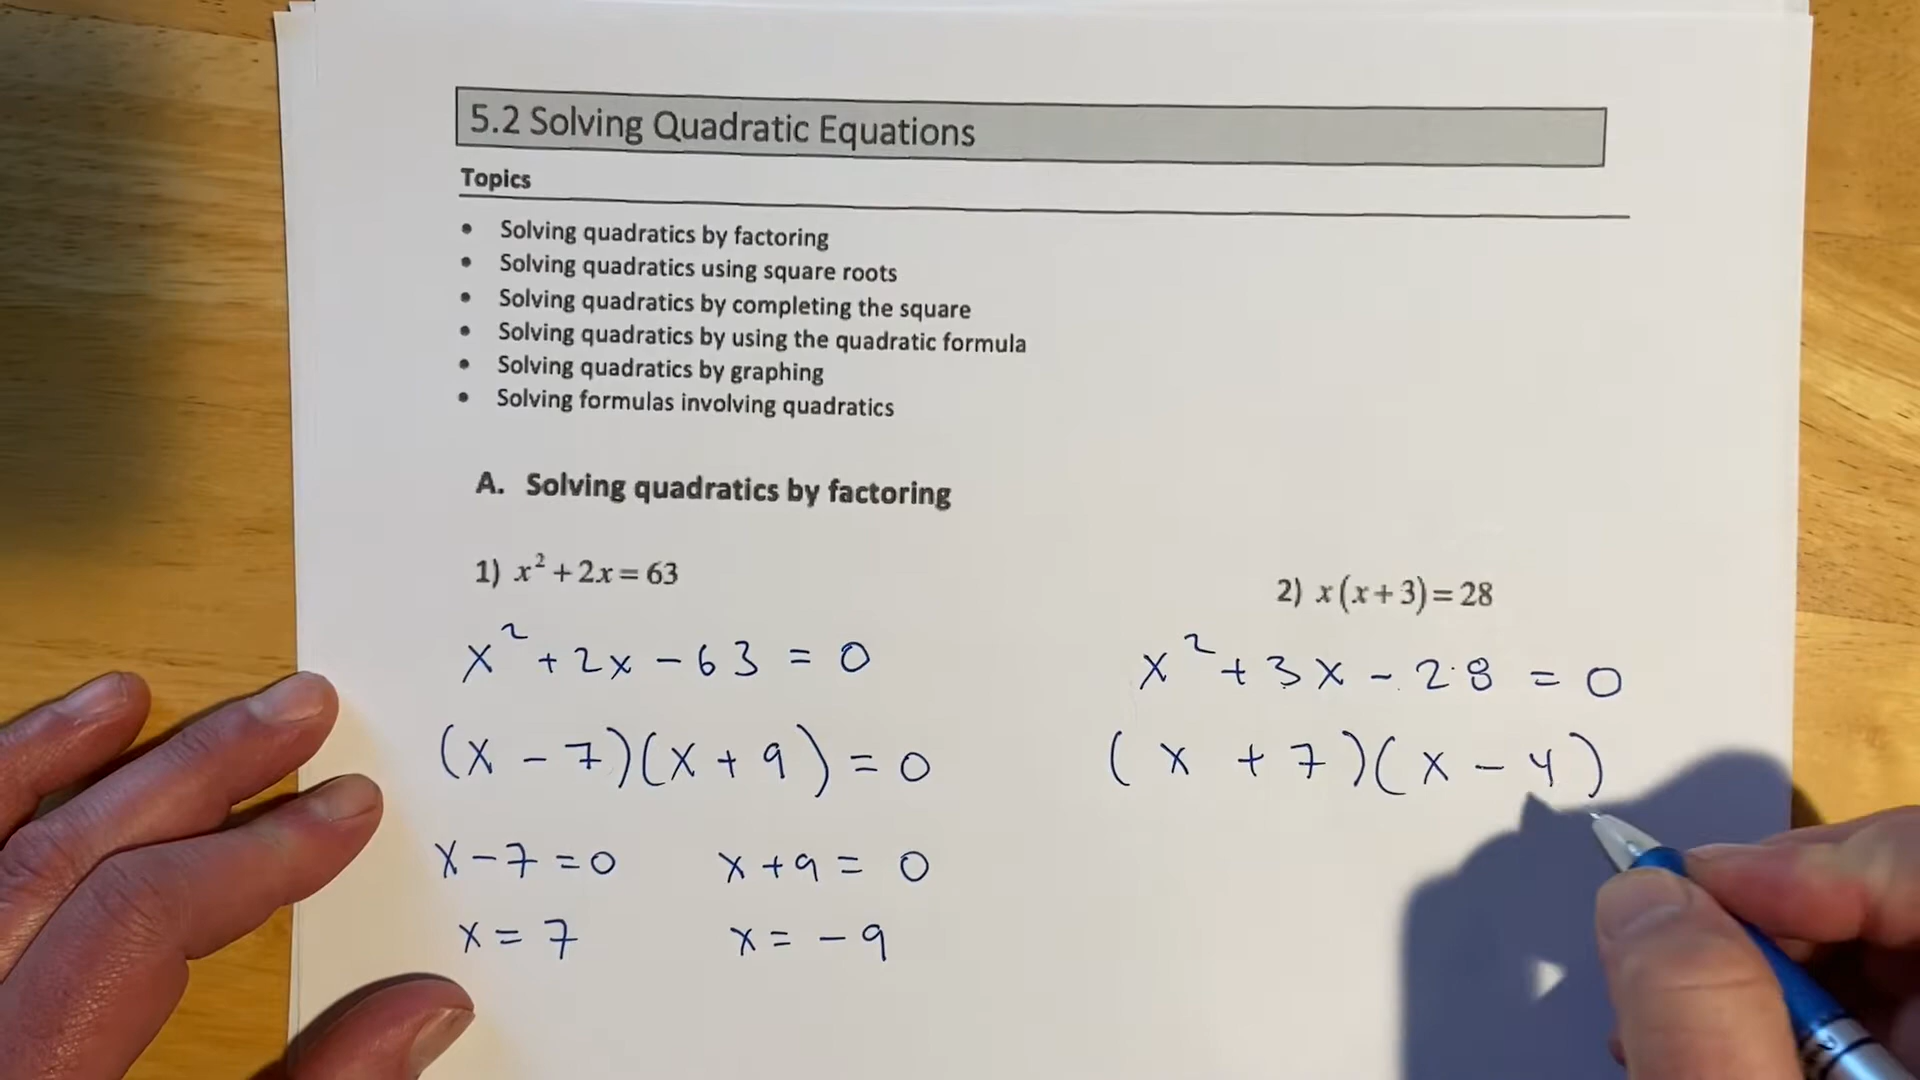 5.2 Solving Quadratic Equations
Topics
• Solving quadratics by factoring
• Solving quadratics using square roots
• Solving quadratics by completing the square
• Solving quadratics by using the quadratic formula
• Solving quadratics by graphing
• Solving formulas involving quadratics
A. Solving quadratics by factoring
1) x² + 2x = 63
x² + 2x - 63 = 0
(x - 7)(x + 9) = 0
x - 7 = 0 x + 9 = 0
x = 7 x = - 9
2) x(x+3) = 28
x² + 3x - 28 = 0
(x + 7)(x - 4)